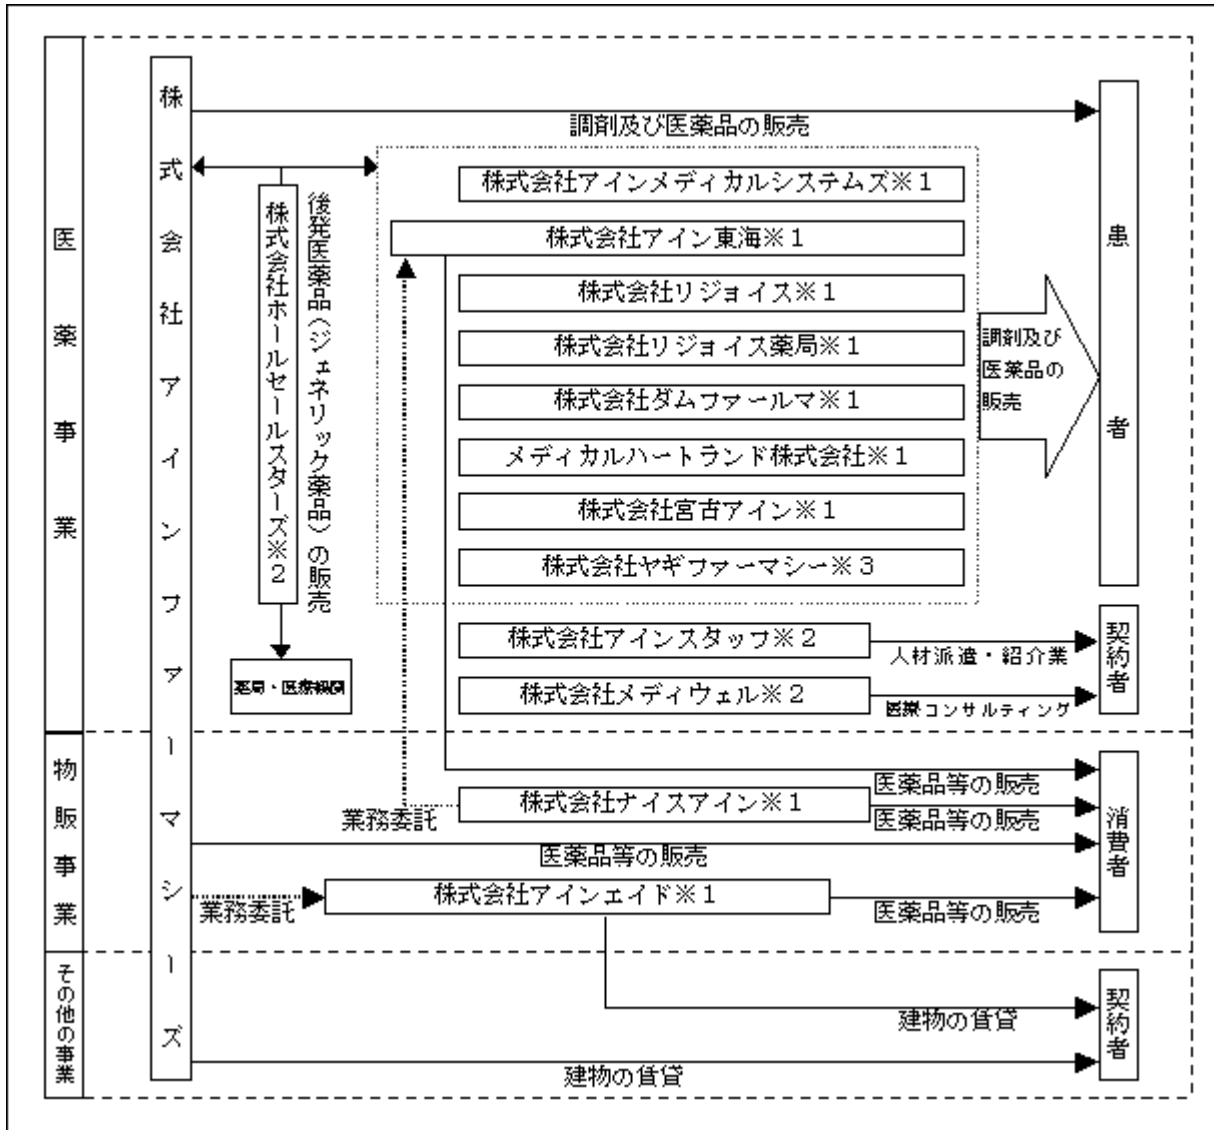 医薬事業
株式会社アインファーマシーズ
調剤及び医薬品の販売
患者
株式会社ホールセールスターズ※2
後発医薬品（ジェネリック薬品）の販売
薬局・医療機関
株式会社アインメディカルシステムズ※1
株式会社アイン東海※1
株式会社リジョイス※1
株式会社リジョイス薬局※1
株式会社ダムファールマ※1
メディカルハートランド株式会社※1
株式会社宮古アイン※1
株式会社ヤギファーマシー※3
調剤及び
医薬品の
販売
株式会社アインスタッフ※2
人材派遣・紹介業
契約者
株式会社メディウェル※2
医療コンサルティング
物販事業
医薬品等の販売
株式会社ナイスアイン※1
医薬品等の販売
業務委託
消費者
医薬品等の販売
株式会社アインエイド※1
業務委託
医薬品等の販売
その他の事業
建物の賃貸
契約者
建物の賃貸